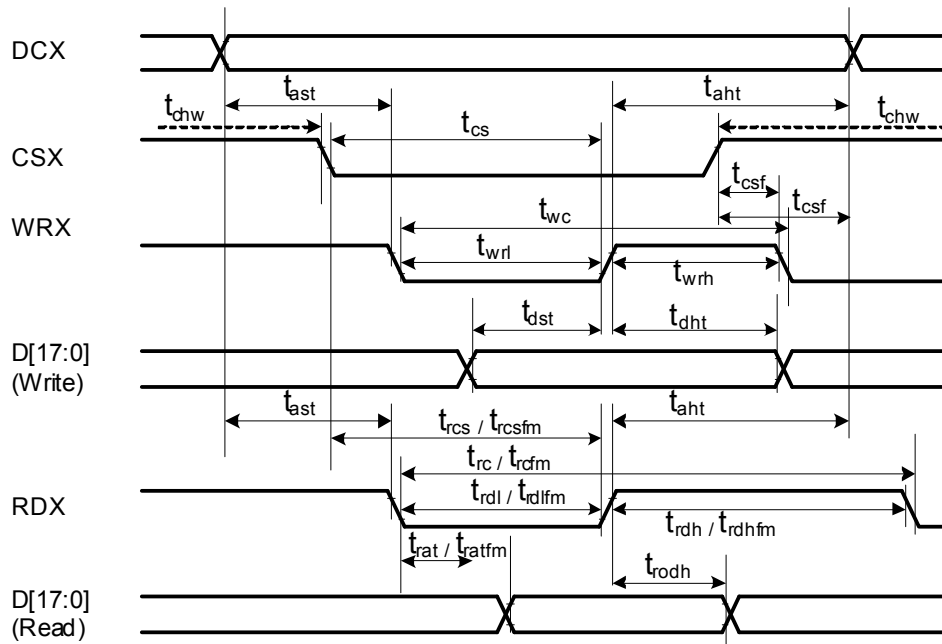 DCX
t_ast
t_aht
t_chw
t_chw
t_cs
CSX
t_csf
t_csf
WRX
t_wc
t_wrl
t_wrh
t_dst
t_dht
D[17:0]
(Write)
t_ast
t_aht
t_rcs / t_rcsfm
t_rc / t_rcfm
RDX
t_rdl / t_rdlfm
t_rdh / t_rdhfm
t_rat / t_ratfm
t_rodh
D[17:0]
(Read)